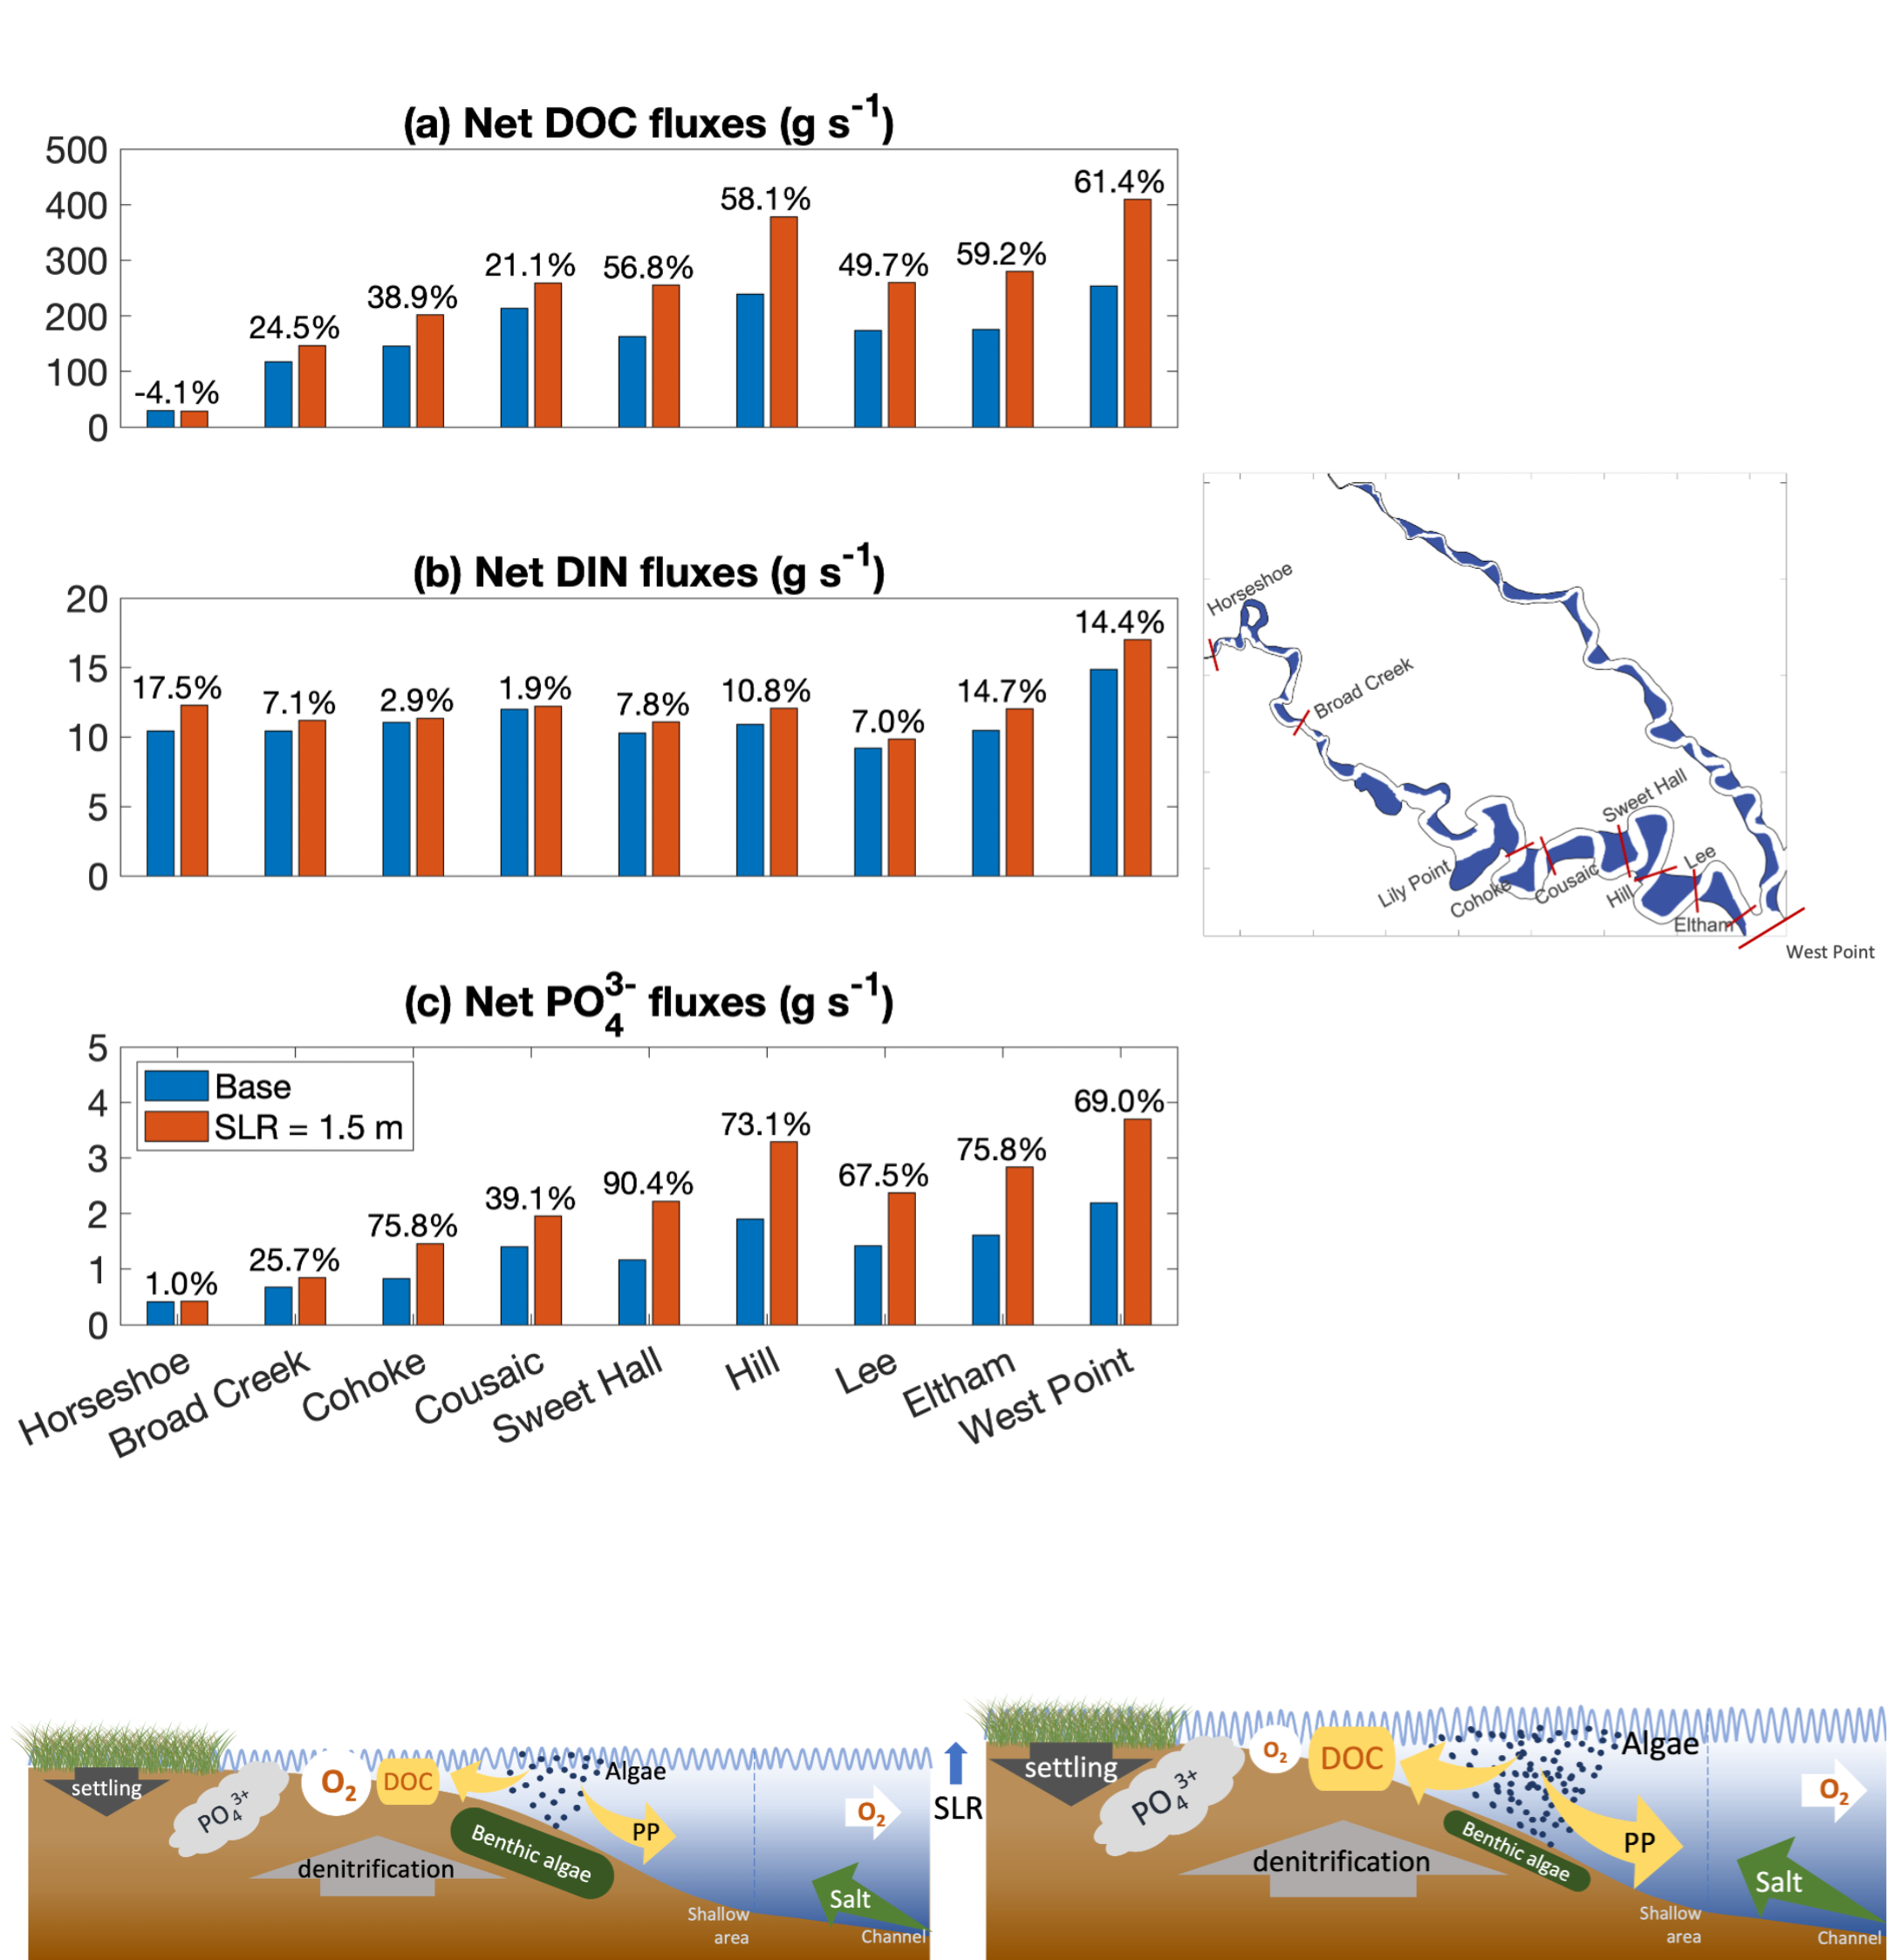 (a) Net DOC fluxes (g s⁻¹)
500
400
300
200
100
0
-4.1%
24.5%
38.9%
21.1%
56.8%
58.1%
49.7%
59.2%
61.4%
(b) Net DIN fluxes (g s⁻¹)
20
15
10
5
0
17.5%
7.1%
2.9%
1.9%
7.8%
10.8%
7.0%
14.7%
14.4%
Horseshoe
Broad Creek
Sweet Hall
Lily Point
Cohoke
Cousaic
Hill
Lee
Eltham
West Point
(c) Net PO₄³⁻ fluxes (g s⁻¹)
5
4
3
2
1
0
Base
SLR = 1.5 m
1.0%
25.7%
75.8%
39.1%
90.4%
73.1%
67.5%
75.8%
69.0%
Horseshoe
Broad Creek
Cohoke
Cousaic
Sweet Hall
Hill
Lee
Eltham
West Point
settling
PO₄³⁺
O₂
DOC
Algae
PP
Benthic algae
denitrification
O₂
Salt
Shallow
area
Channel
SLR
settling
PO₄³⁺
O₂
DOC
Algae
PP
Benthic algae
denitrification
O₂
Salt
Shallow
area
Channel